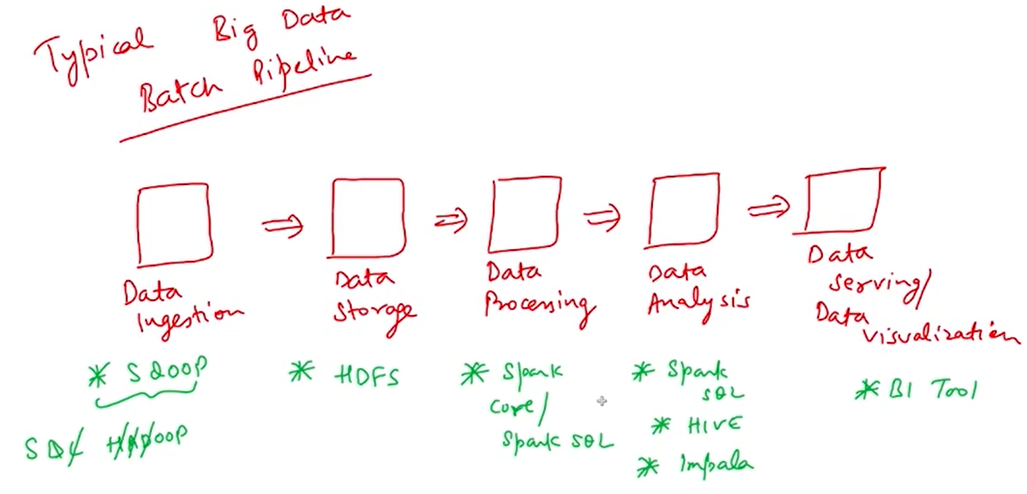 Typical Big Data
Batch Pipeline
Data
Ingestion
Data
Storage
Data
Processing
Data
Analysis
Data
Serving/
Data
Visualization
* SQOOP
SQL HADOOP
* HDFS
* Spark
Core/
Spark SQL
* Spark
SQL
* HIVE
* Impala
* BI Tool